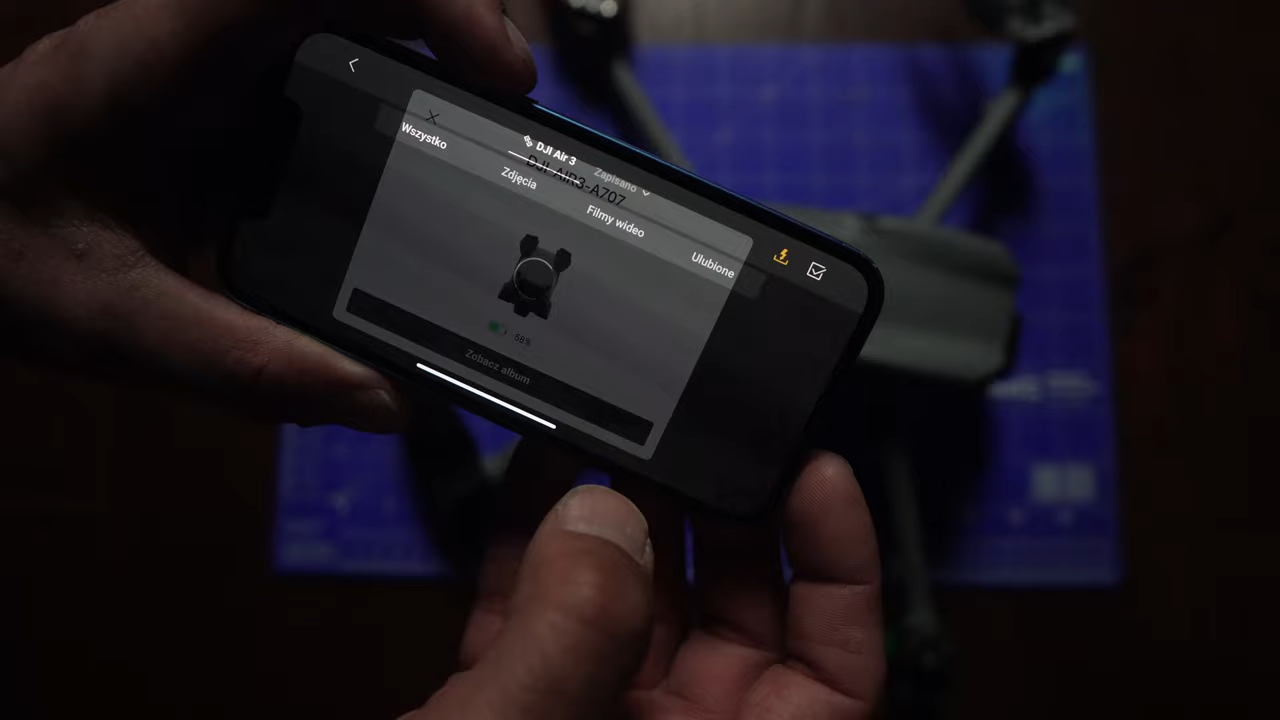 DJI Air 3
Zapisano
DJI-AIR3-A707
Wszystko
Zdjęcia
Filmy wideo
Ulubione
58%
Zobacz album